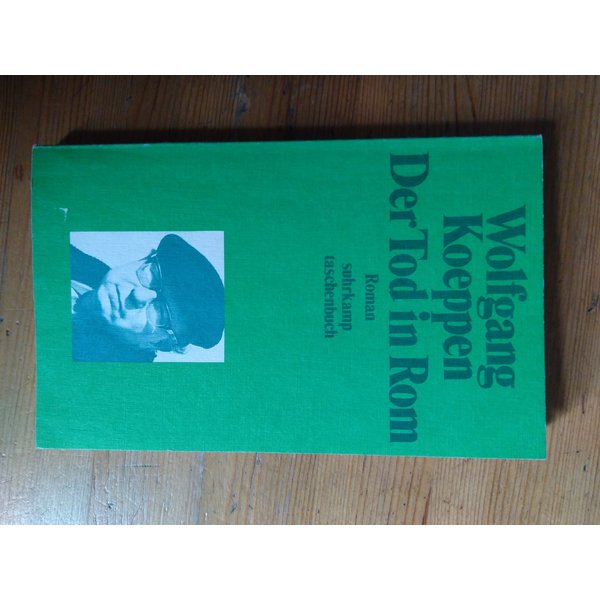 Wolfgang
Koeppen
Der Tod in Rom
Roman
suhrkamp
taschenbuch